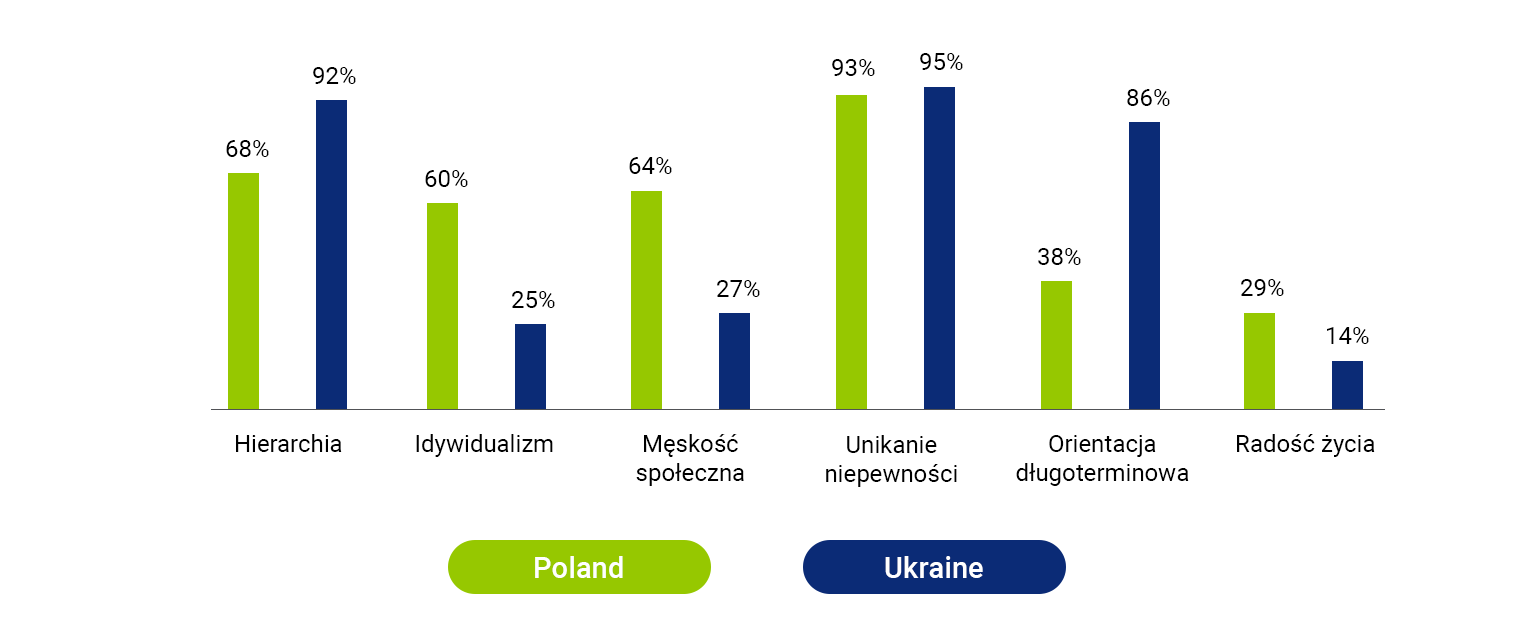 92%
68%
60%
25%
64%
27%
93%
95%
38%
86%
29%
14%
Hierarchia
Idywidualizm
Męskość
społeczna
Unikanie
niepewności
Orientacja
długoterminowa
Radość życia
Poland
Ukraine